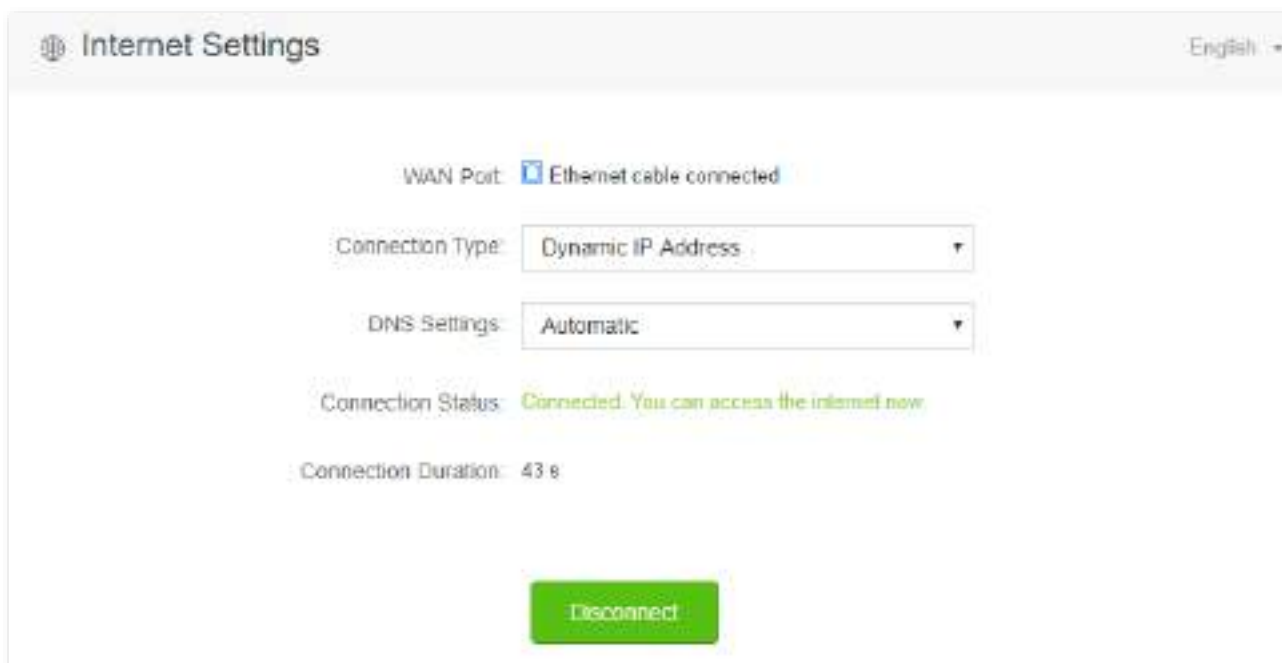 Internet Settings
English
WAN Port: Ethernet cable connected
Connection Type: Dynamic IP Address
DNS Settings: Automatic
Connection Status: Connected. You can access the internet now.
Connection Duration: 43 s
Disconnect